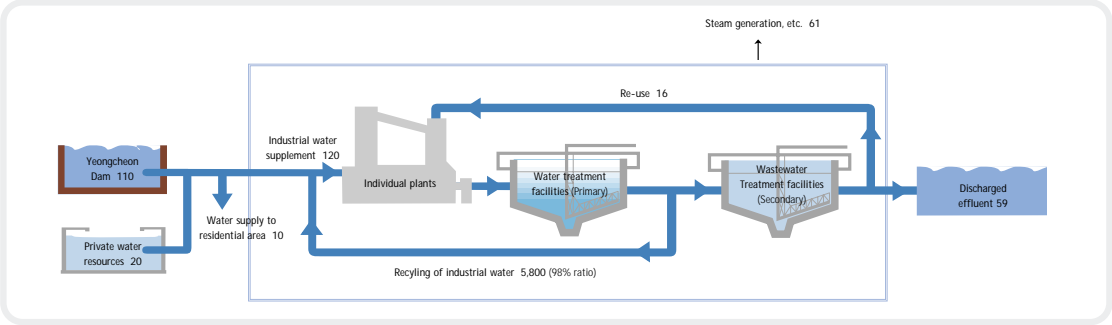 Steam generation, etc. 61
Re-use 16
Industrial water
supplement 120
Yeongcheon
Dam 110
Individual plants
Water treatment
facilities (Primary)
Wastewater
Treatment facilities
(Secondary)
Discharged
effluent 59
Water supply to
residential area 10
Private water
resources 20
Recyling of industrial water 5,800 (98% ratio)